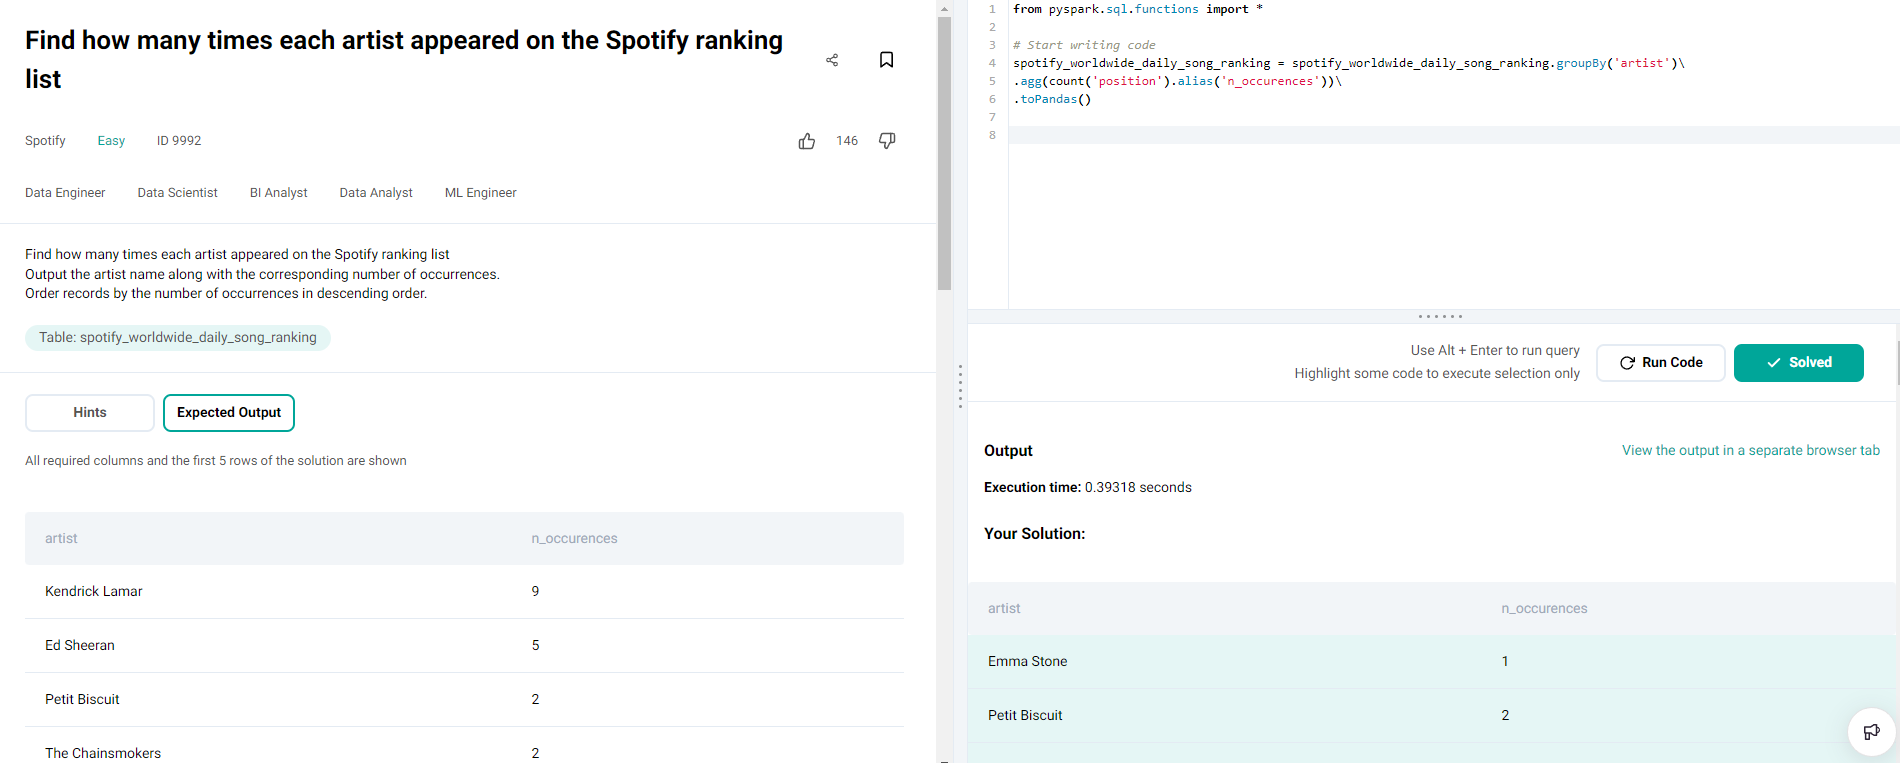 Find how many times each artist appeared on the Spotify ranking
list
Spotify Easy ID 9992
146
Data Engineer Data Scientist BI Analyst Data Analyst ML Engineer
Find how many times each artist appeared on the Spotify ranking list
Output the artist name along with the corresponding number of occurrences.
Order records by the number of occurrences in descending order.
Table: spotify_worldwide_daily_song_ranking
Hints Expected Output
All required columns and the first 5 rows of the solution are shown
artist n_occurences
Kendrick Lamar 9
Ed Sheeran 5
Petit Biscuit 2
The Chainsmokers 2
1 from pyspark.sql.functions import *
2
3 # Start writing code
4 spotify_worldwide_daily_song_ranking = spotify_worldwide_daily_song_ranking.groupBy('artist')\
5 .agg(count('position').alias('n_occurences'))\
6 .toPandas()
7
8
Use Alt + Enter to run query
Highlight some code to execute selection only
Run Code Solved
Output View the output in a separate browser tab
Execution time: 0.39318 seconds
Your Solution:
artist n_occurences
Emma Stone 1
Petit Biscuit 2